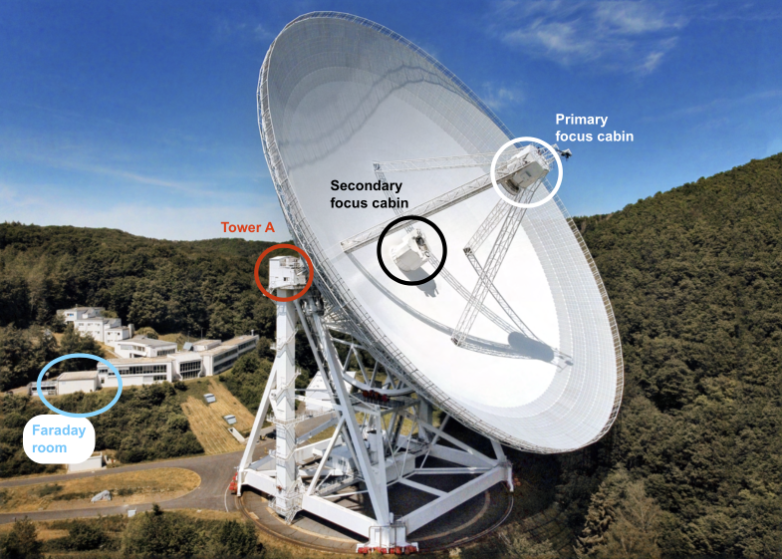 Primary
focus cabin
Secondary
focus cabin
Tower A
Faraday
room